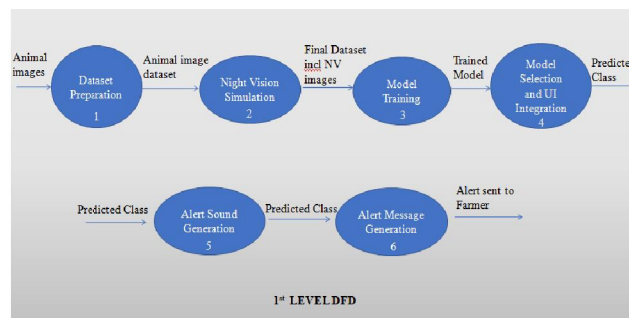 Animal
images
Dataset
Preparation
1
Animal image
dataset
Night Vision
Simulation
2
Final Dataset
incl NV
images
Model
Training
3
Trained
Model
Model
Selection
and UI
Integration
4
Predicte
Class
Predicted Class
Alert Sound
Generation
5
Predicted Class
Alert Message
Generation
6
Alert sent to
Farmer
1st LEVEL DFD